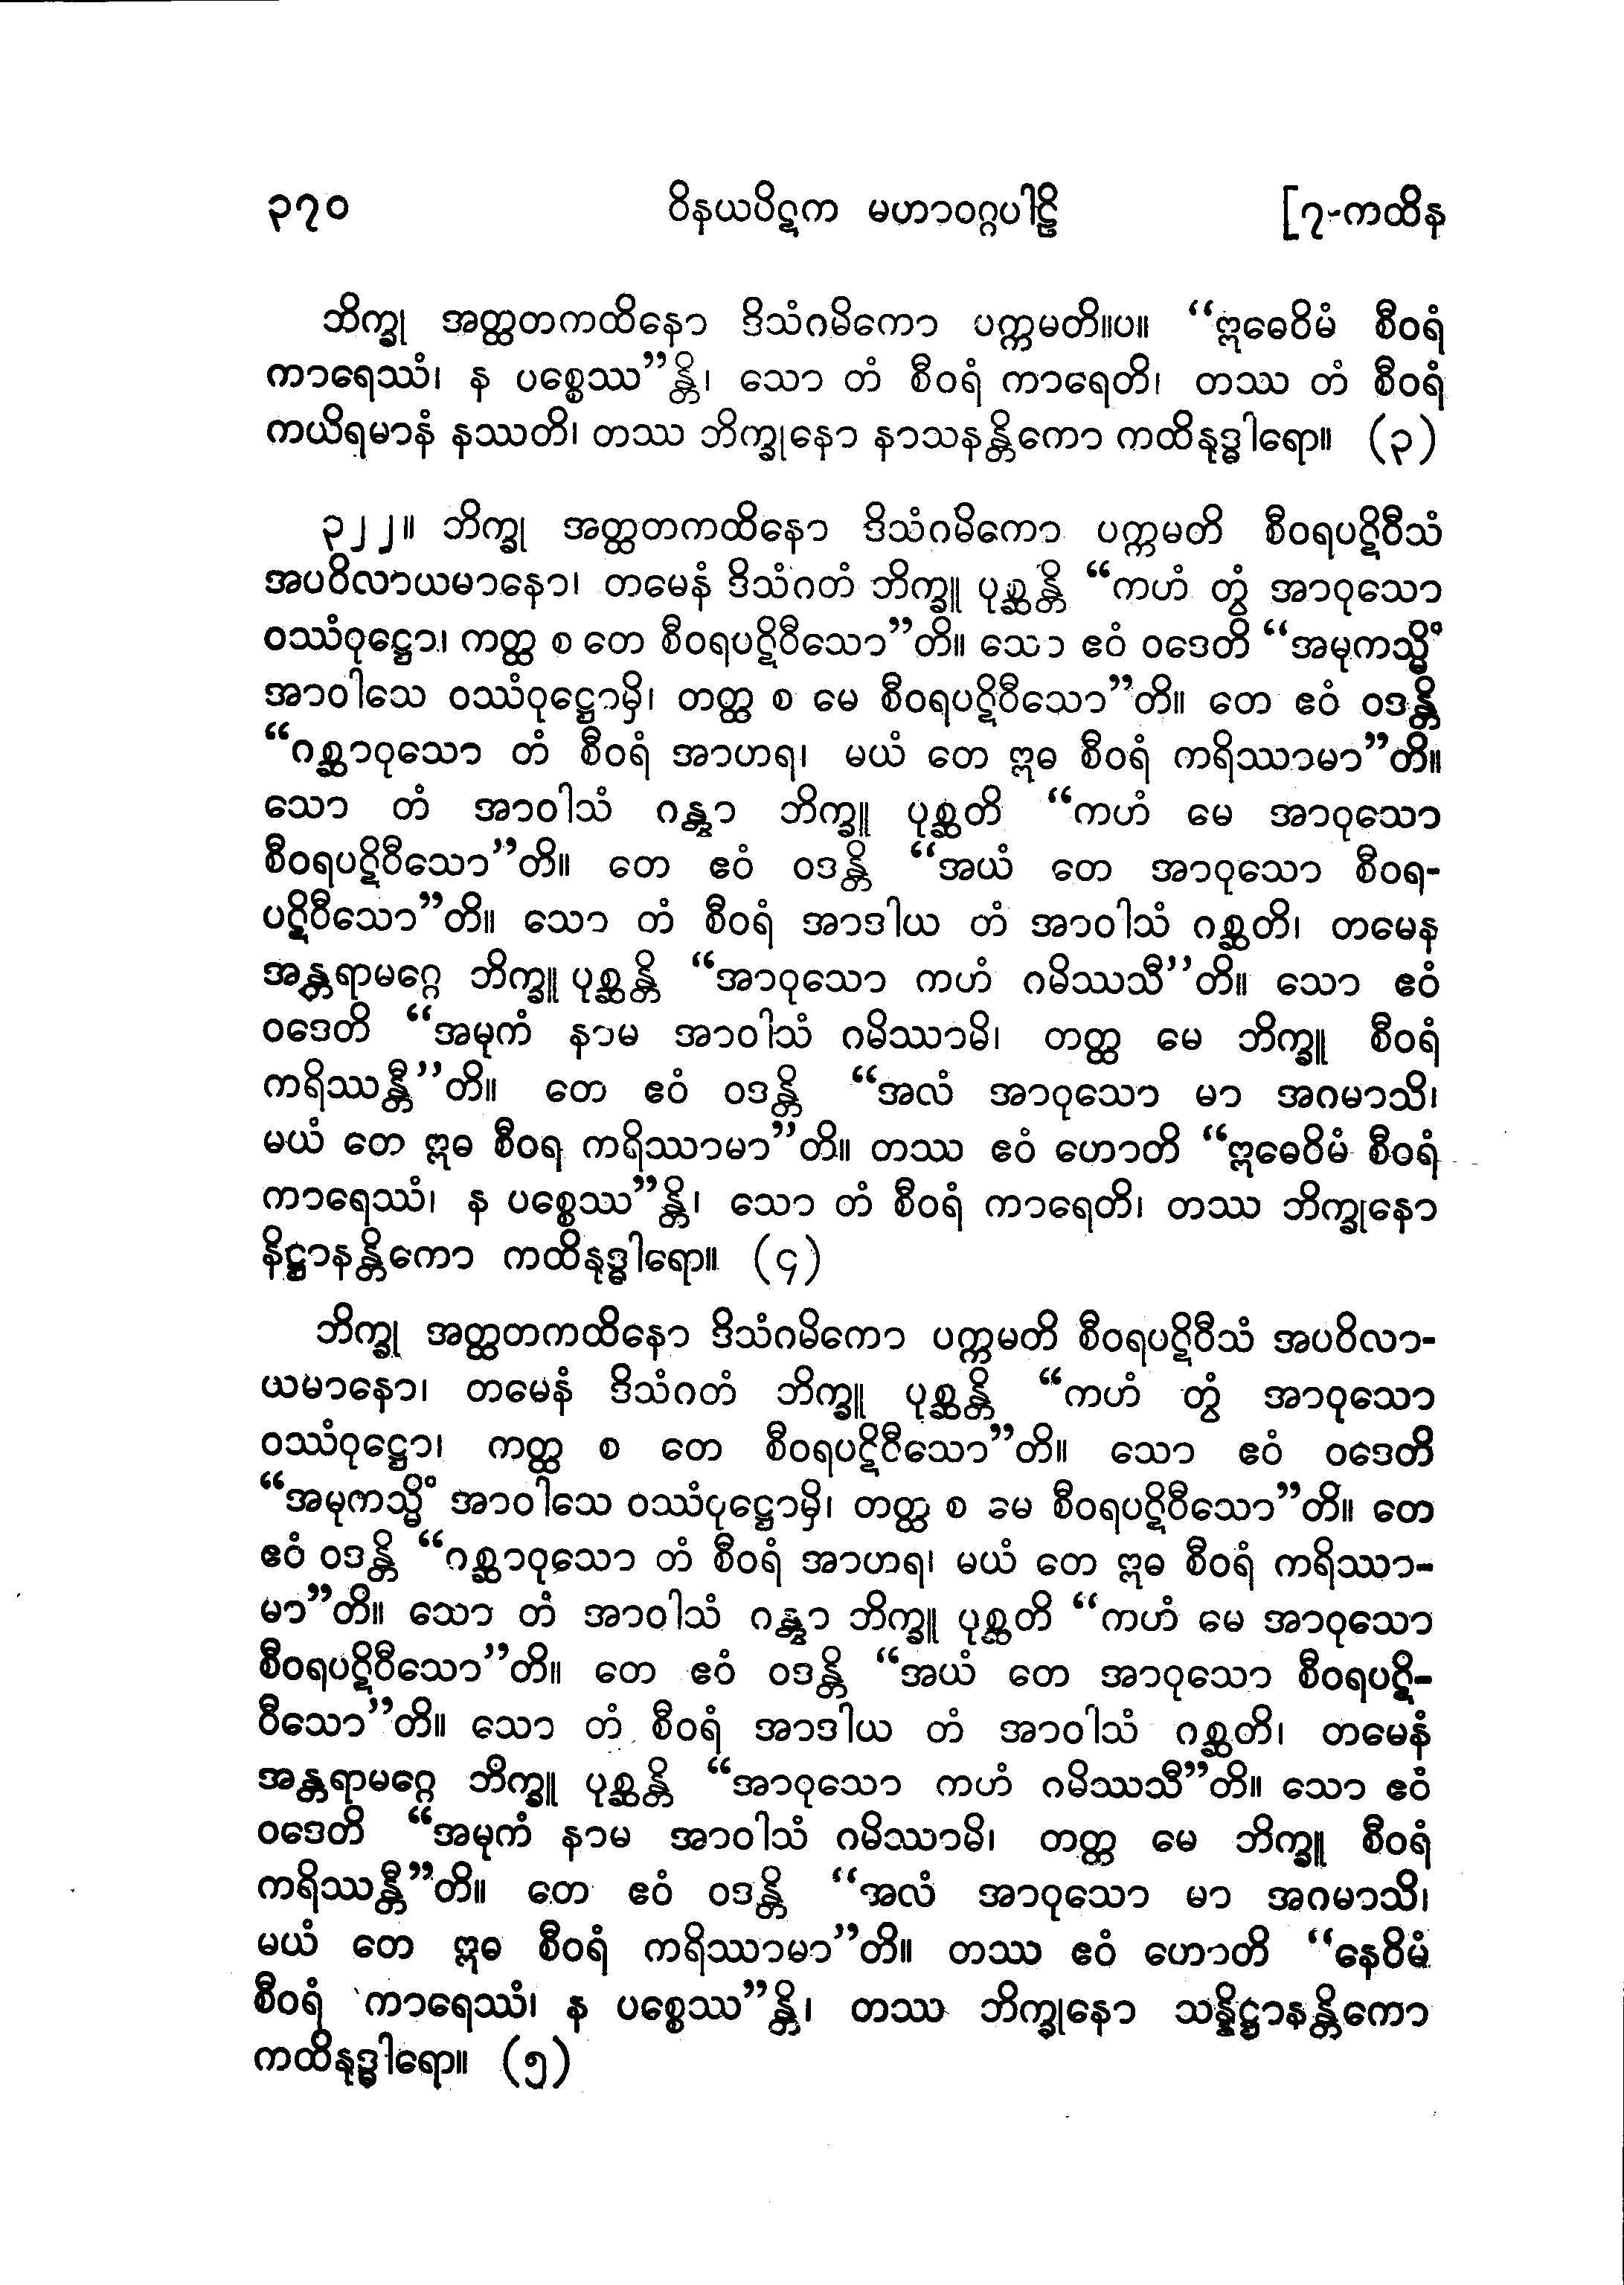 ၃၇၀ ဝိနယပိဋက မဟာဝဂ္ဂပါဠိ [၇-ကထိန
ဘိက္ခု အတ္ထတကထိနော ဒိသံဂမိကော ပက္ကမတိ။ပ။ “ဣဓေဝိမံ စီဝရံ
ကာရေဿံ၊ န ပစ္စေဿ”န္တိ၊ သော တံ စီဝရံ ကာရေတိ၊ တဿ တံ စီဝရံ
ကယိရမာနံ နဿတိ၊ တဿ ဘိက္ခုနော နာသနန္တိကော ကထိနုဒ္ဓါရော။ (၃)
၃၂၂။ ဘိက္ခု အတ္ထတကထိနော ဒိသံဂမိကော ပက္ကမတိ စီဝရပဋိဝီသံ
အပဝိလာယမာနော၊ တမေနံ ဒိသံဂတံ ဘိက္ခူ ပုစ္ဆန္တိ “ကဟံ တွံ အာဝုသော
ဝဿံဝုဋ္ဌော၊ ကတ္ထ စ တေ စီဝရပဋိဝီသော”တိ။ သော ဧဝံ ဝဒေတိ “အမုကသ္မိံ
အာဝါသေ ဝဿံဝုဋ္ဌောမှိ၊ တတ္ထ စ မေ စီဝရပဋိဝီသော”တိ။ တေ ဧဝံ ဝဒန္တိ
“ဂစ္ဆာဝုသော တံ စီဝရံ အာဟရ၊ မယံ တေ ဣဓ စီဝရံ ကရိဿာမာ”တိ။
သော တံ အာဝါသံ ဂန္တွာ ဘိက္ခူ ပုစ္ဆတိ “ကဟံ မေ အာဝုသော
စီဝရပဋိဝီသော”တိ။ တေ ဧဝံ ဝဒန္တိ “အယံ တေ အာဝုသော စီဝရ-
ပဋိဝီသော”တိ။ သော တံ စီဝရံ အာဒါယ တံ အာဝါသံ ဂစ္ဆတိ၊ တမေန
အန္တရာမဂ္ဂေ ဘိက္ခူ ပုစ္ဆန္တိ “အာဝုသော ကဟံ ဂမိဿသီ”တိ။ သော ဧဝံ
ဝဒေတိ “အမုကံ နာမ အာဝါသံ ဂမိဿာမိ၊ တတ္ထ မေ ဘိက္ခူ စီဝရံ
ကရိဿန္တီ”တိ။ တေ ဧဝံ ဝဒန္တိ “အလံ အာဝုသော မာ အဂမာသိ၊
မယံ တေ ဣဓ စီဝရ ကရိဿာမာ”တိ။ တဿ ဧဝံ ဟောတိ “ဣဓေဝိမံ စီဝရံ
ကာရေဿံ၊ န ပစ္စေဿ”န္တိ၊ သော တံ စီဝရံ ကာရေတိ၊ တဿ ဘိက္ခုနော
နိဋ္ဌာနန္တိကော ကထိနုဒ္ဓါရော။ (၄)
ဘိက္ခု အတ္ထတကထိနော ဒိသံဂမိကော ပက္ကမတိ စီဝရပဋိဝီသံ အပဝိလာ-
ယမာနော၊ တမေနံ ဒိသံဂတံ ဘိက္ခူ ပုစ္ဆန္တိ “ကဟံ တွံ အာဝုသော
ဝဿံဝုဋ္ဌော၊ ကတ္ထ စ တေ စီဝရပဋိဝီသော”တိ။ သော ဧဝံ ဝဒေတိ
“အမုကသ္မိံ အာဝါသေ ဝဿံဝုဋ္ဌောမှိ၊ တတ္ထ စ မေ စီဝရပဋိဝီသော”တိ။ တေ
ဧဝံ ဝဒန္တိ “ဂစ္ဆာဝုသော တံ စီဝရံ အာဟရ၊ မယံ တေ ဣဓ စီဝရံ ကရိဿာ-
မာ”တိ။ သော တံ အာဝါသံ ဂန္တွာ ဘိက္ခူ ပုစ္ဆတိ “ကဟံ မေ အာဝုသော
စီဝရပဋိဝီသော”တိ။ တေ ဧဝံ ဝဒန္တိ “အယံ တေ အာဝုသော စီဝရပဋိ-
ဝီသော”တိ။ သော တံ စီဝရံ အာဒါယ တံ အာဝါသံ ဂစ္ဆတိ၊ တမေနံ
အန္တရာမဂ္ဂေ ဘိက္ခူ ပုစ္ဆန္တိ “အာဝုသော ကဟံ ဂမိဿသီ”တိ။ သော ဧဝံ
ဝဒေတိ “အမုကံ နာမ အာဝါသံ ဂမိဿာမိ၊ တတ္ထ မေ ဘိက္ခူ စီဝရံ
ကရိဿန္တီ”တိ။ တေ ဧဝံ ဝဒန္တိ “အလံ အာဝုသော မာ အဂမာသိ၊
မယံ တေ ဣဓ စီဝရံ ကရိဿာမာ”တိ။ တဿ ဧဝံ ဟောတိ “နေဝိမံ
စီဝရံ ကာရေဿံ၊ န ပစ္စေဿ”န္တိ၊ တဿ ဘိက္ခုနော သန္နိဋ္ဌာနန္တိကော
ကထိနုဒ္ဓါရော။ (၅)